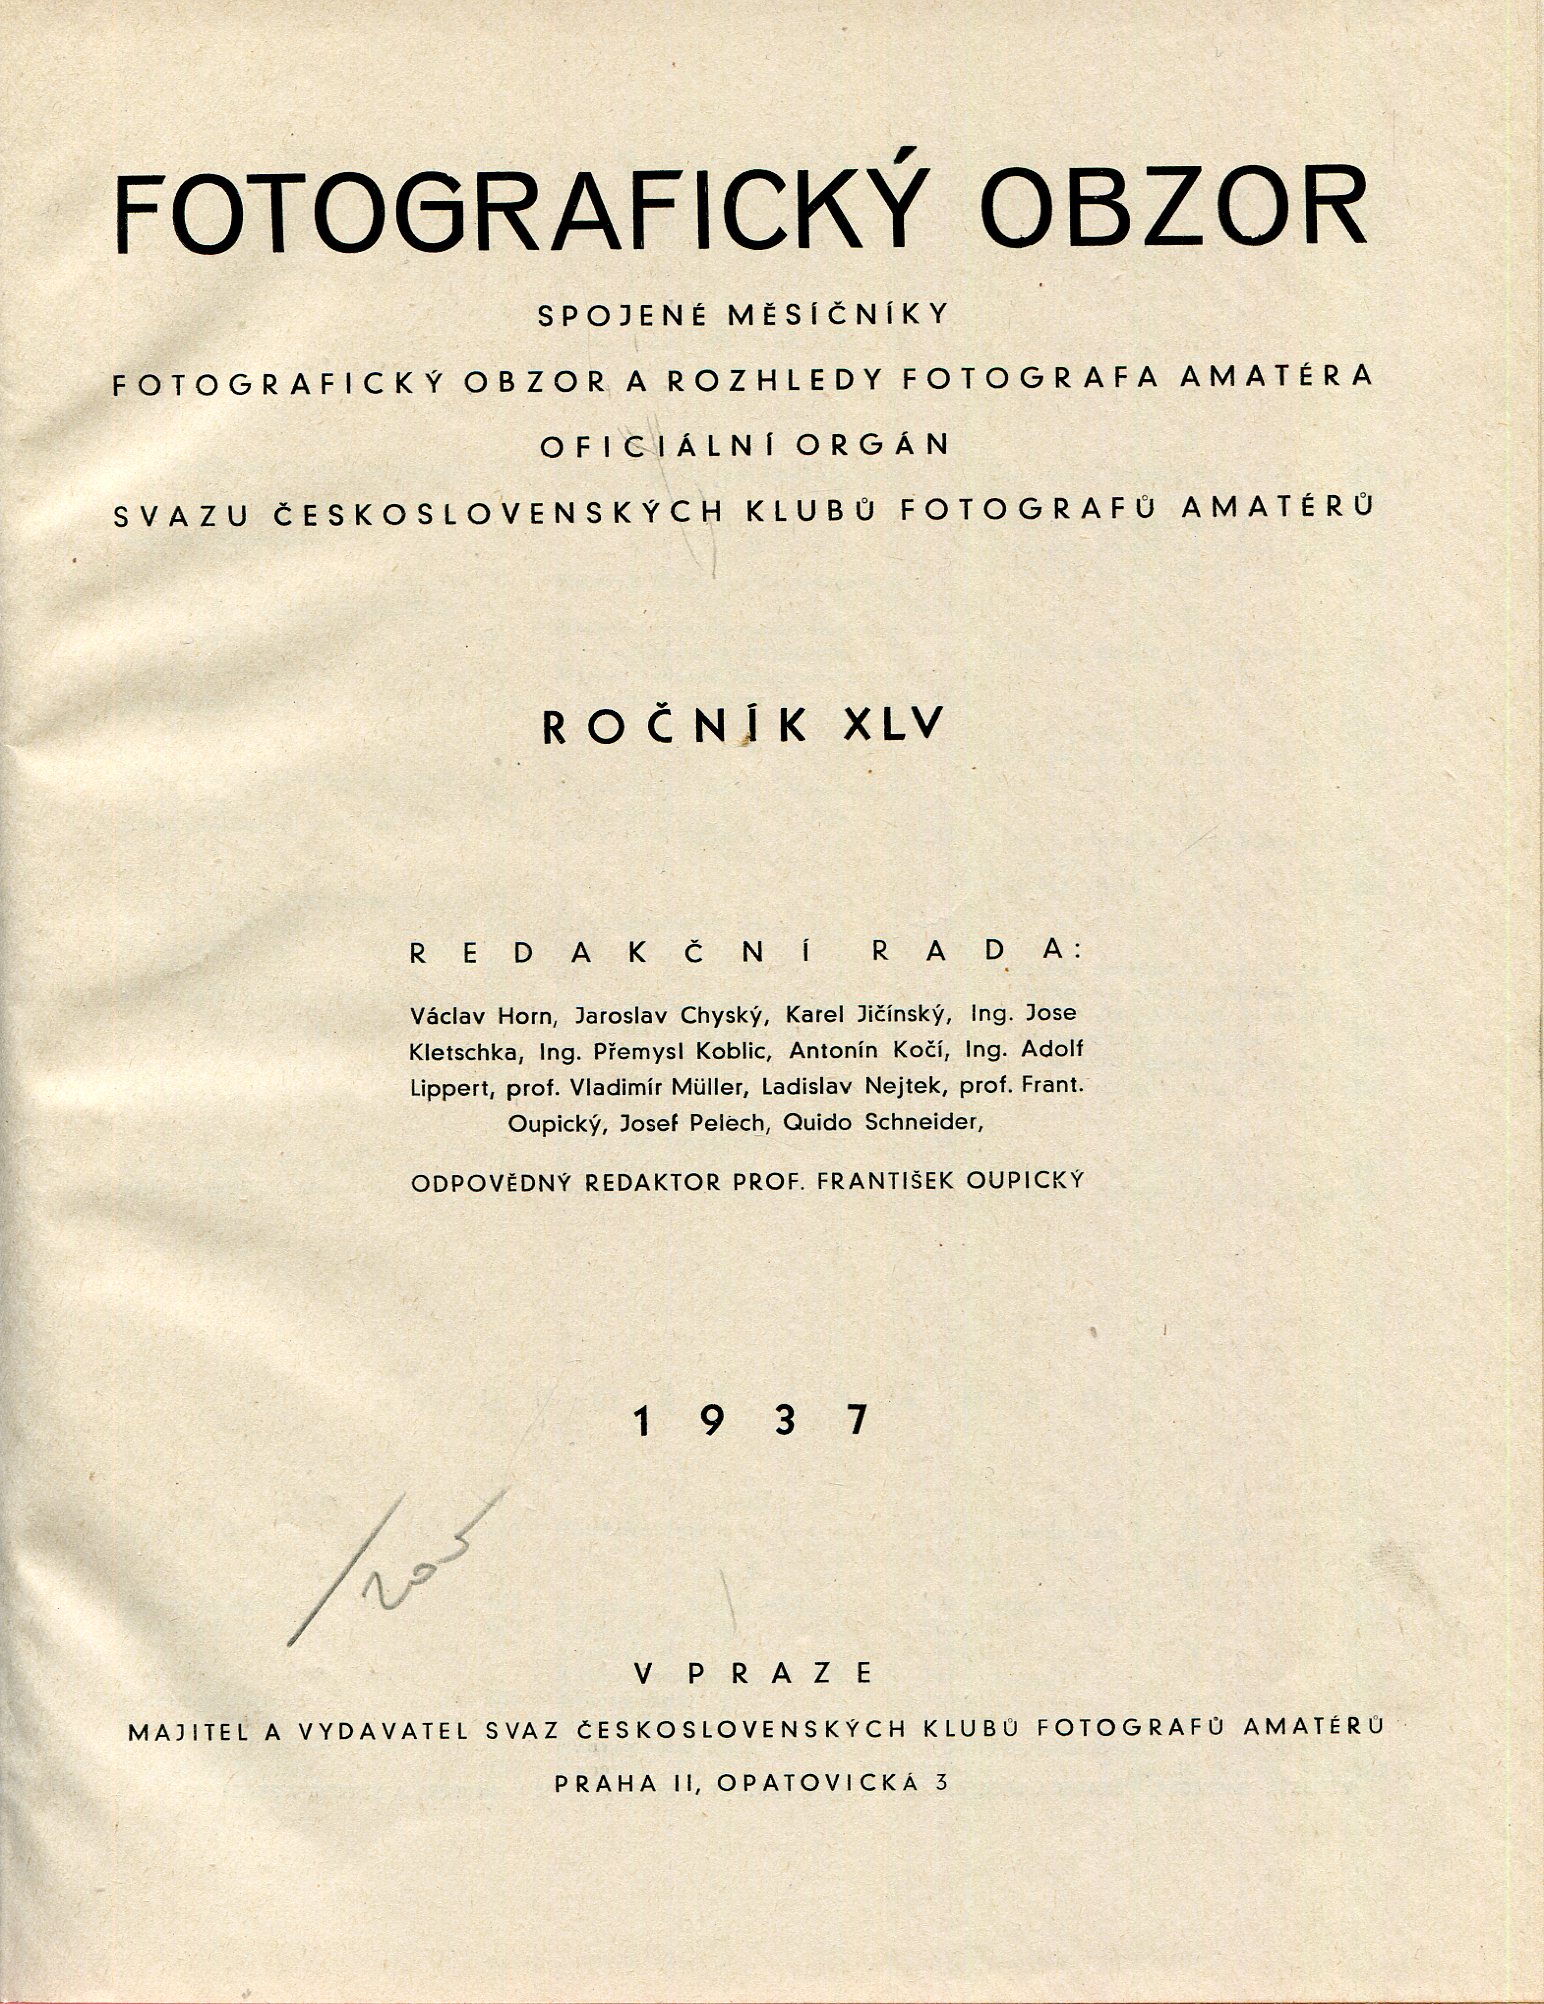 FOTOGRAFICKÝ OBZOR
SPOJENÉ MĚSÍČNÍKY
FOTOGRAFICKÝ OBZOR A ROZHLEDY FOTOGRAFA AMATÉRA
OFICIÁLNÍ ORGÁN
SVAZU ČESKOSLOVENSKÝCH KLUBŮ FOTOGRAFŮ AMATÉRŮ
ROČNÍK XLV
REDAKČNÍ RADA:
Václav Horn, Jaroslav Chyský, Karel Jičínský, Ing. Jose
Kletschka, Ing. Přemysl Koblic, Antonín Kočí, Ing. Adolf
Lippert, prof. Vladimír Müller, Ladislav Nejtek, prof. Frant.
Oupický, Josef Pelech, Quido Schneider,
ODPOVĚDNÝ REDAKTOR PROF. FRANTIŠEK OUPICKÝ
1937
V PRAZE
MAJITEL A VYDAVATEL SVAZ ČESKOSLOVENSKÝCH KLUBŮ FOTOGRAFŮ AMATÉRŮ
PRAHA II, OPATOVICKÁ 3